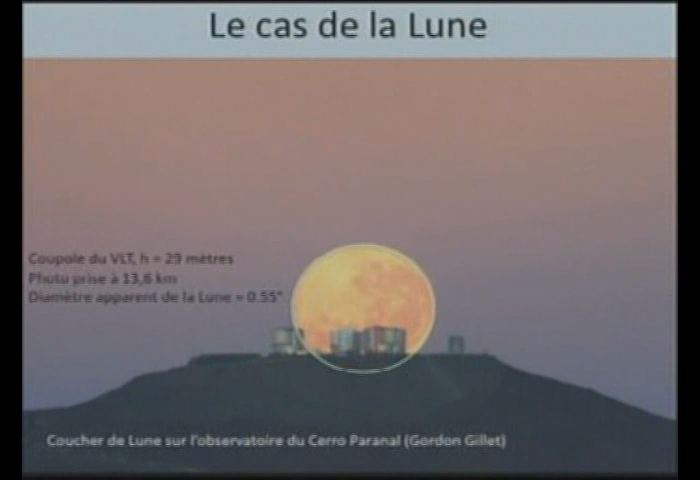 Le cas de la Lune
Coupole du VLT, h = 29 mètres
Photo prise à 13,6 km
Diamètre apparent de la Lune = 0.55°
Coucher de Lune sur l'observatoire du Cerro Paranal (Gordon Gillet)